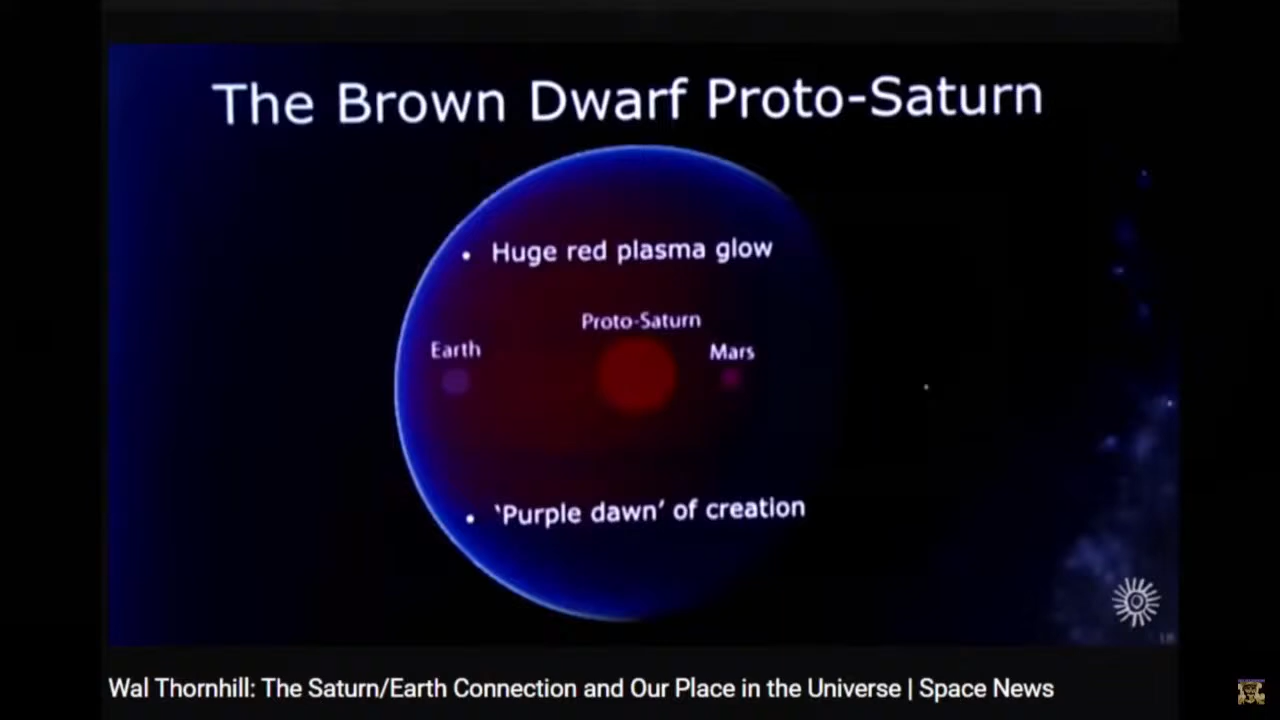 The Brown Dwarf Proto-Saturn
• Huge red plasma glow
Proto-Saturn
Earth
Mars
• ‘Purple dawn’ of creation
18
Wal Thornhill: The Saturn/Earth Connection and Our Place in the Universe | Space News